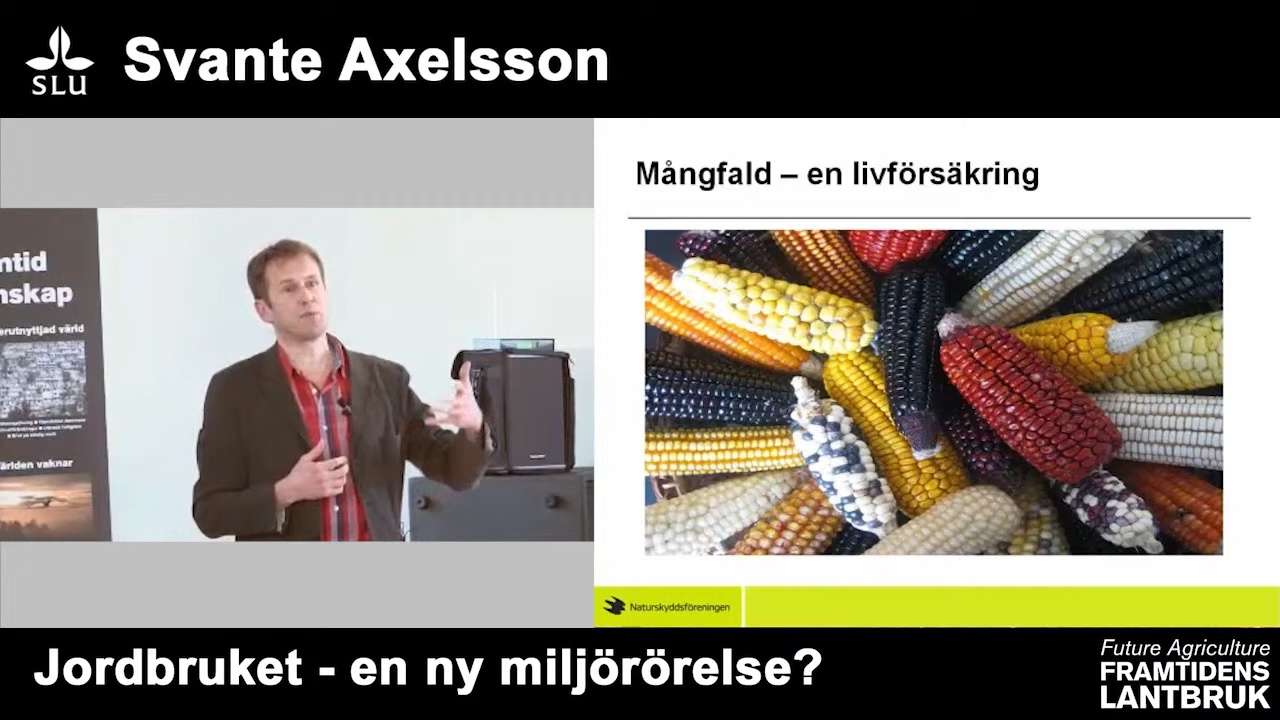 SLU
Svante Axelsson
ntid
nskap
erutnyttjad värld
ärlden vaknar
Mångfald – en livförsäkring
Naturskyddsföreningen
Jordbruket - en ny miljörörelse?
Future Agriculture
FRAMTIDENS
LANTBRUK